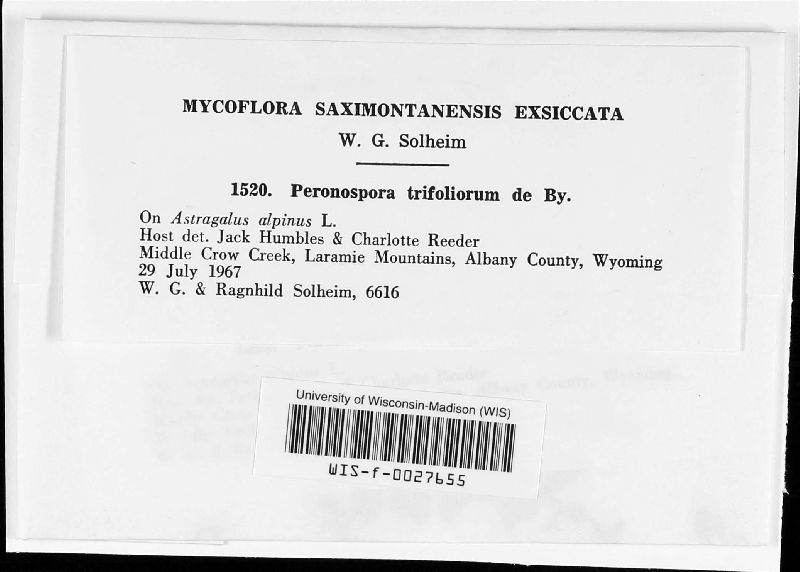 MYCOFLORA SAXIMONTANENSIS EXSICCATA
W. G. Solheim
1520. Peronospora trifoliorum de By.
On Astragalus alpinus L.
Host det. Jack Humbles & Charlotte Reeder
Middle Crow Creek, Laramie Mountains, Albany County, Wyoming
29 July 1967
W. G. & Ragnhild Solheim, 6616
University of Wisconsin-Madison (WIS)
WIS-f-0027655